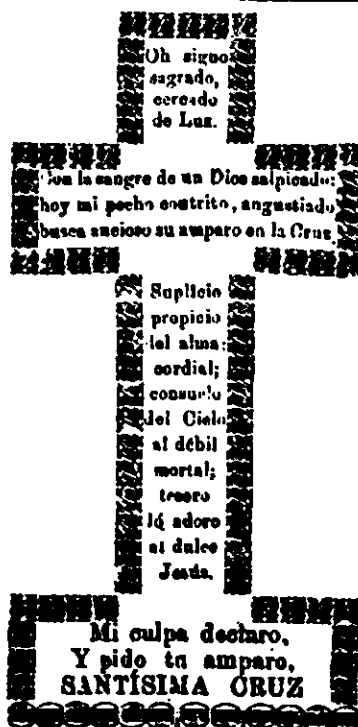 Oh signo
sagrado,
cercado
de Luz.
Con la sangre de un Dios salpicado:
hoy mi pecho contrito, angustiado
busca ancioso su amparo en la Cruz.
Suplicio
propicio
del alma:
cordial;
consuelo
del Cielo
al débil
mortal;
tesoro
dó adoro
al dulce
Jesús.
Mi culpa declaro,
Y pido tu amparo,
SANTÍSIMA CRUZ